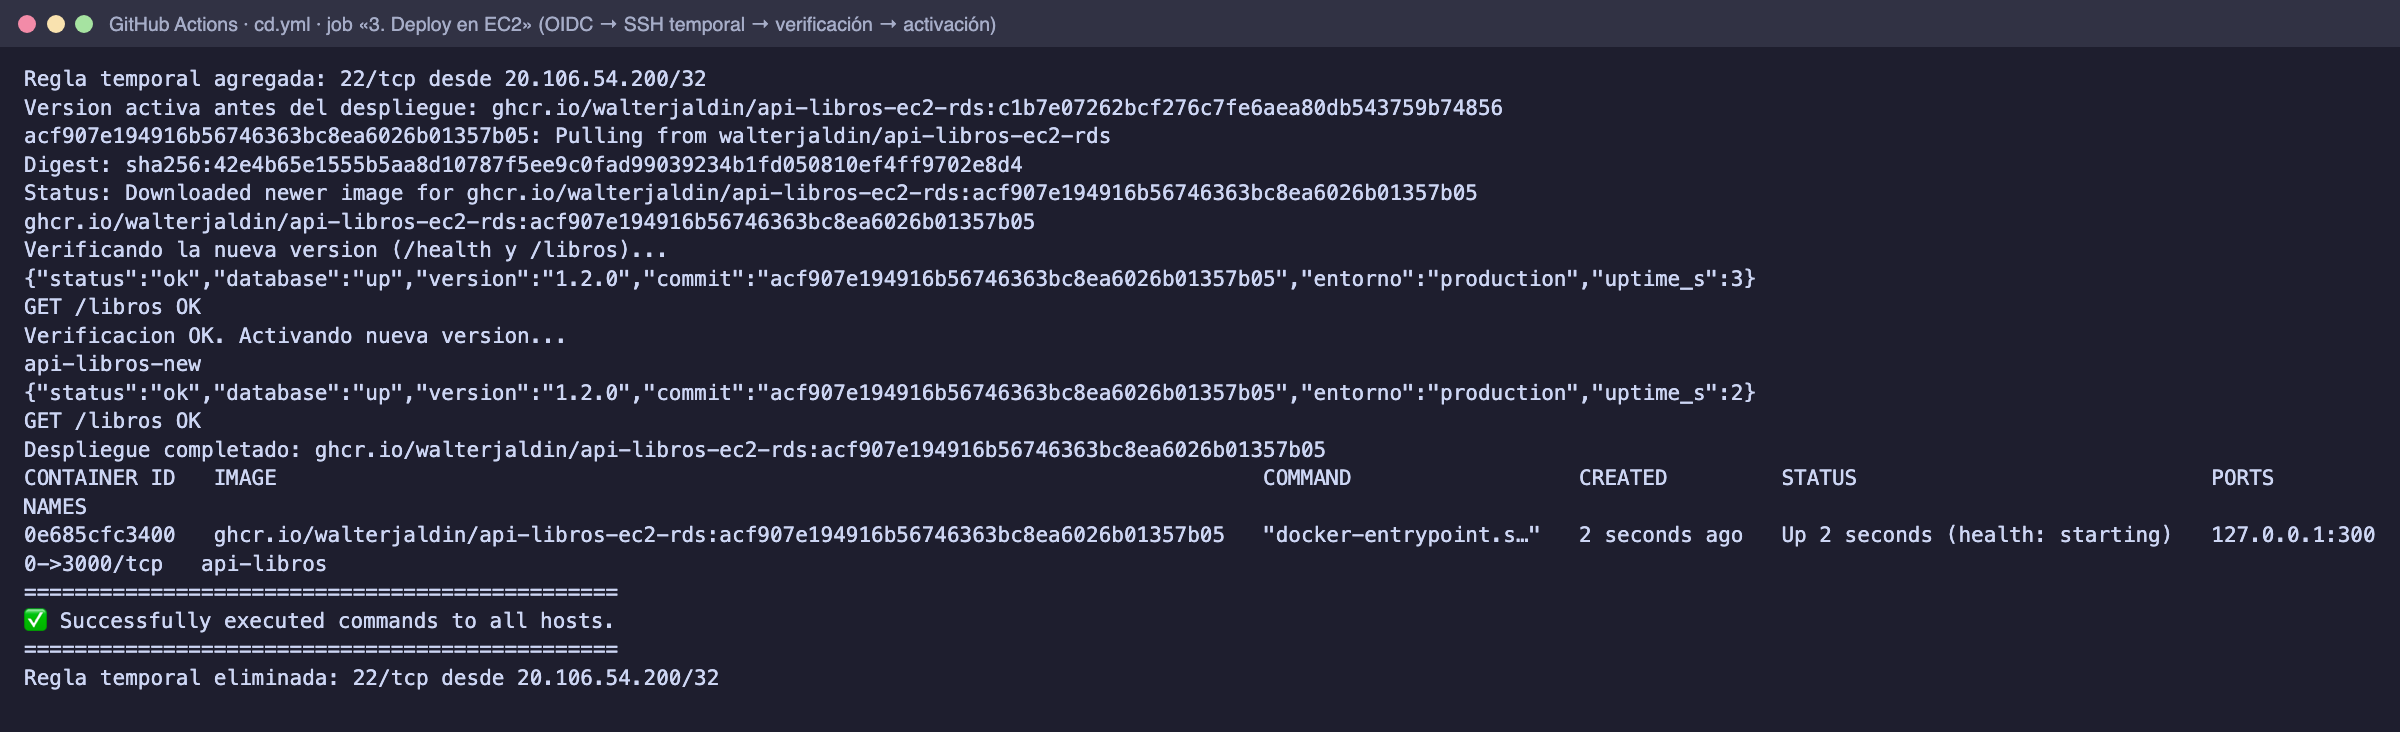 GitHub Actions · cd.yml · job «3. Deploy en EC2» (OIDC → SSH temporal → verificación → activación)
Regla temporal agregada: 22/tcp desde 20.106.54.200/32
Version activa antes del despliegue: ghcr.io/walterjaldin/api-libros-ec2-rds:c1b7e07262bcf276c7fe6aea80db543759b74856
acf907e194916b56746363bc8ea6026b01357b05: Pulling from walterjaldin/api-libros-ec2-rds
Digest: sha256:42e4b65e1555b5aa8d10787f5ee9c0fad99039234b1fd050810ef4ff9702e8d4
Status: Downloaded newer image for ghcr.io/walterjaldin/api-libros-ec2-rds:acf907e194916b56746363bc8ea6026b01357b05
ghcr.io/walterjaldin/api-libros-ec2-rds:acf907e194916b56746363bc8ea6026b01357b05
Verificando la nueva version (/health y /libros)...
{"status":"ok","database":"up","version":"1.2.0","commit":"acf907e194916b56746363bc8ea6026b01357b05","entorno":"production","uptime_s":3}
GET /libros OK
Verificacion OK. Activando nueva version...
api-libros-new
{"status":"ok","database":"up","version":"1.2.0","commit":"acf907e194916b56746363bc8ea6026b01357b05","entorno":"production","uptime_s":2}
GET /libros OK
Despliegue completado: ghcr.io/walterjaldin/api-libros-ec2-rds:acf907e194916b56746363bc8ea6026b01357b05
CONTAINER ID   IMAGE   COMMAND   CREATED   STATUS   PORTS
NAMES
0e685cfc3400   ghcr.io/walterjaldin/api-libros-ec2-rds:acf907e194916b56746363bc8ea6026b01357b05   "docker-entrypoint.s…"   2 seconds ago   Up 2 seconds (health: starting)   127.0.0.1:300
0->3000/tcp   api-libros
===============================================
✅ Successfully executed commands to all hosts.
===============================================
Regla temporal eliminada: 22/tcp desde 20.106.54.200/32